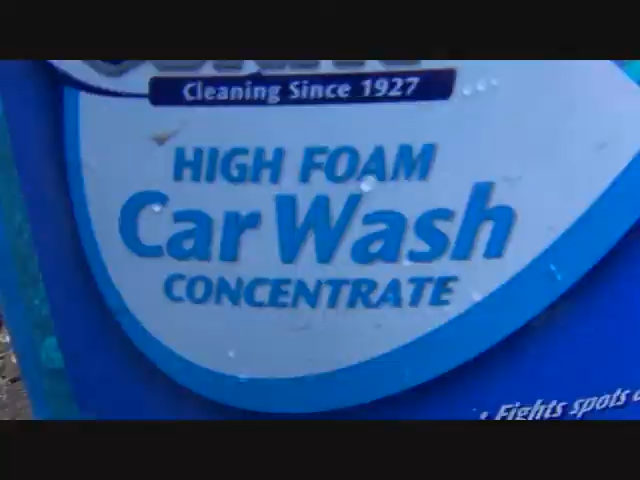 Cleaning Since 1927
HIGH FOAM
Car Wash
CONCENTRATE
• Fights spots